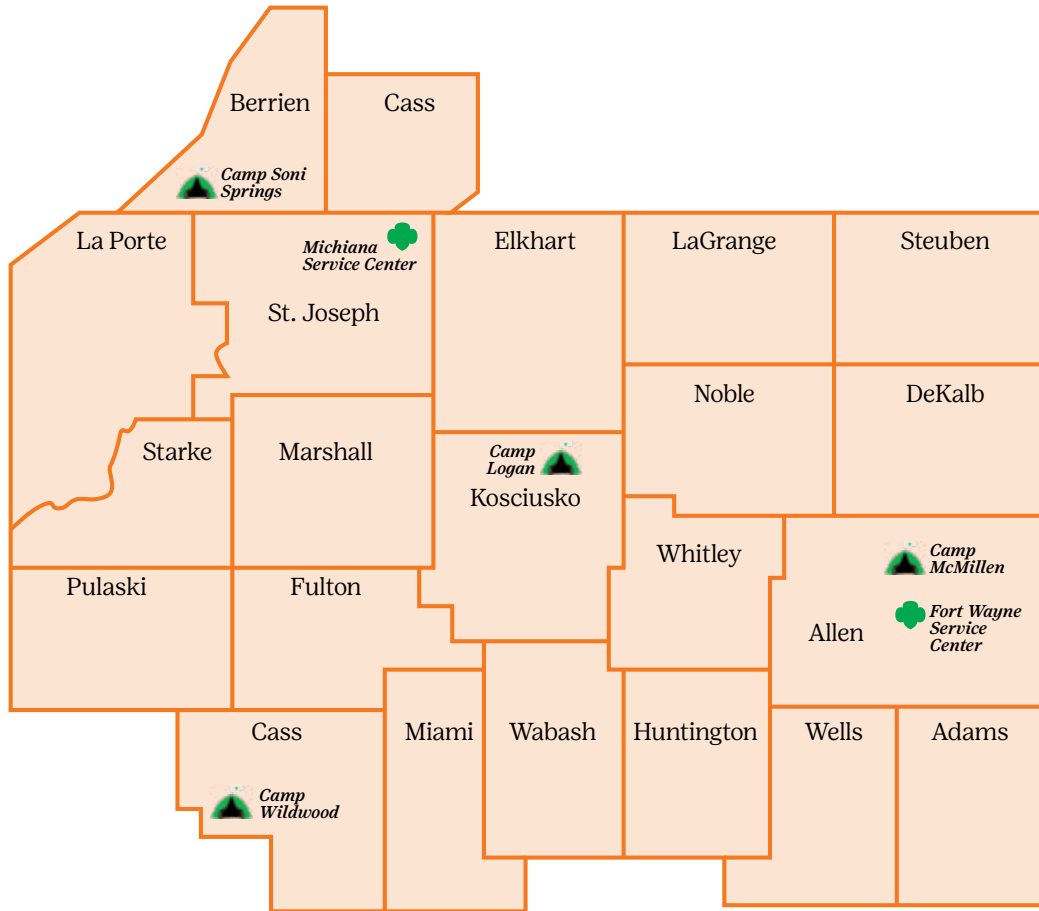 Berrien
Cass
Camp Soni
Springs
La Porte
Michiana
Service Center
St. Joseph
Elkhart
LaGrange
Steuben
Noble
DeKalb
Starke
Marshall
Camp
Logan
Kosciusko
Whitley
Camp
McMillen
Pulaski
Fulton
Allen
Fort Wayne
Service
Center
Cass
Miami
Wabash
Huntington
Wells
Adams
Camp
Wildwood